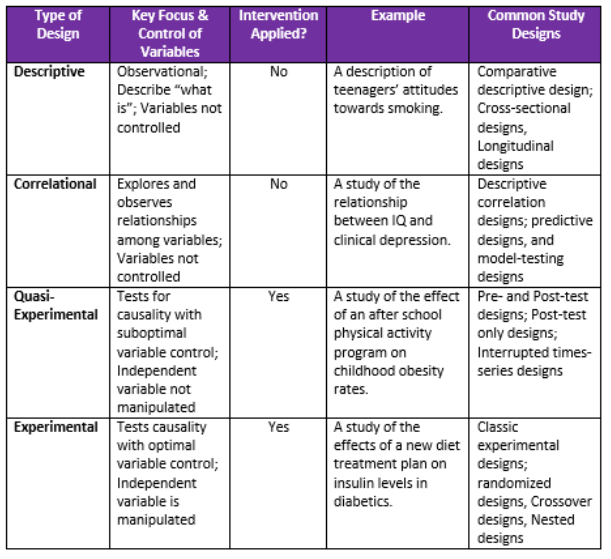 Type of
Design
Key Focus &
Control of
Variables
Intervention
Applied?
Example
Common Study
Designs
Descriptive
Observational;
Describe “what
is”; Variables not
controlled
No
A description of
teenagers’ attitudes
towards smoking.
Comparative
descriptive design;
Cross-sectional
designs,
Longitudinal
designs
Correlational
Explores and
observes
relationships
among variables;
Variables not
controlled
No
A study of the
relationship
between IQ and
clinical depression.
Descriptive
correlation
designs; predictive
designs, and
model-testing
designs
Quasi-
Experimental
Tests for
causality with
suboptimal
variable control;
Independent
variable not
manipulated
Yes
A study of the effect
of an after school
physical activity
program on
childhood obesity
rates.
Pre- and Post-test
designs; Post-test
only designs;
Interrupted times-
series designs
Experimental
Tests causality
with optimal
variable control;
Independent
variable is
manipulated
Yes
A study of the
effects of a new diet
treatment plan on
insulin levels in
diabetics.
Classic
experimental
designs;
randomized
designs, Crossover
designs, Nested
designs